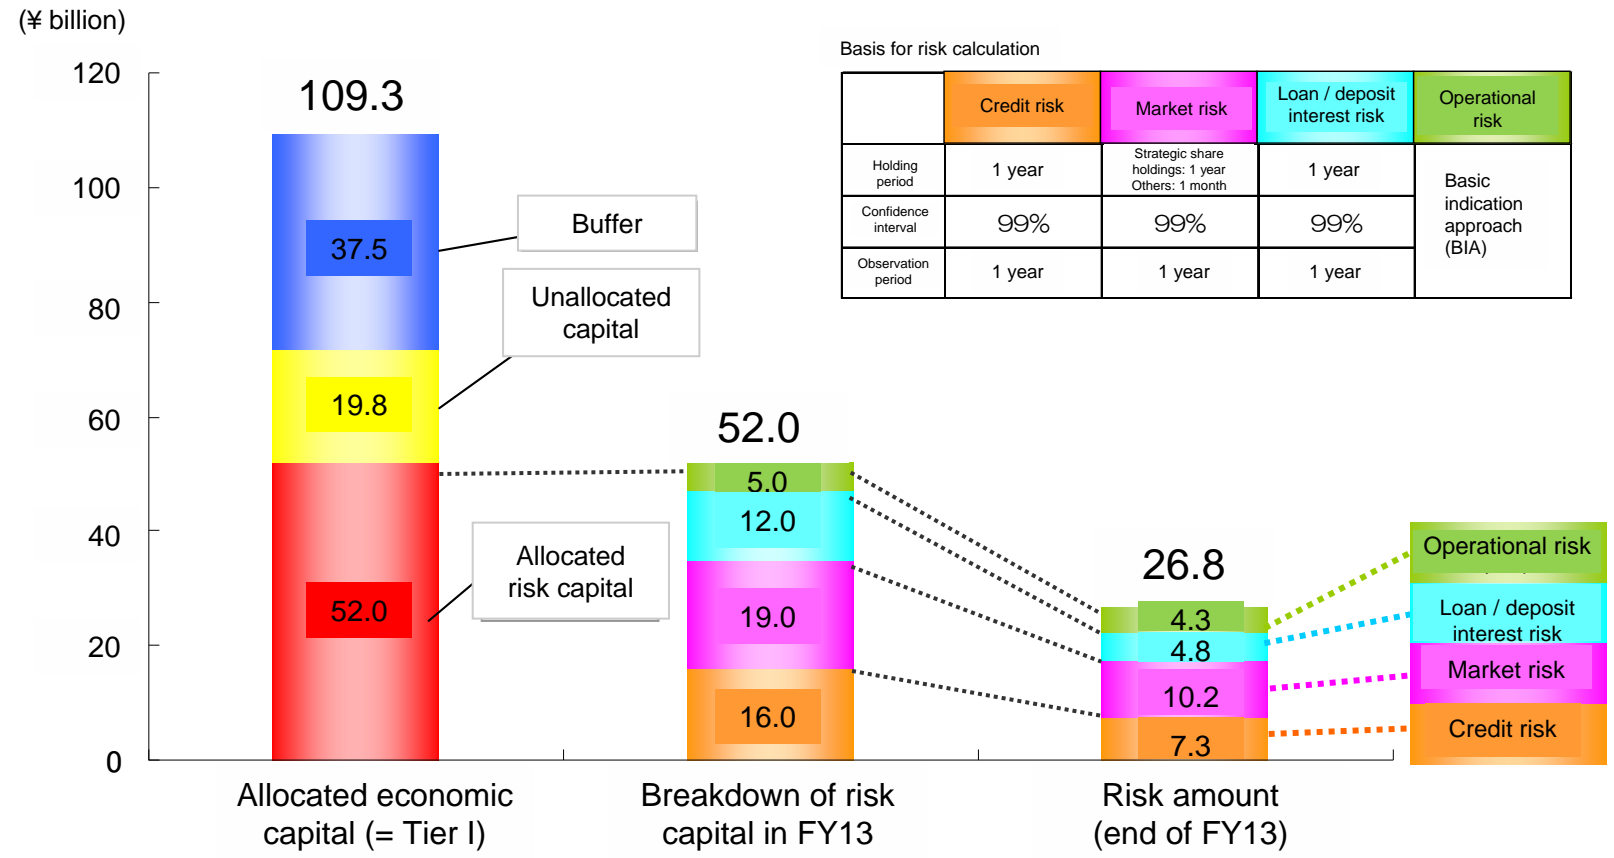 (¥ billion)
120
100
80
60
40
20
0
109.3
37.5
19.8
52.0
Buffer
Unallocated
capital
Allocated
risk capital
52.0
5.0
12.0
19.0
16.0
26.8
4.3
4.8
10.2
7.3
Operational risk
Loan / deposit
interest risk
Market risk
Credit risk
Allocated economic
capital (= Tier I)
Breakdown of risk
capital in FY13
Risk amount
(end of FY13)
Basis for risk calculation
Credit risk
Market risk
Loan / deposit
interest risk
Operational
risk
Holding
period
1 year
Strategic share
holdings: 1 year
Others: 1 month
1 year
Confidence
interval
99%
99%
99%
Observation
period
1 year
1 year
1 year
Basic
indication
approach
(BIA)